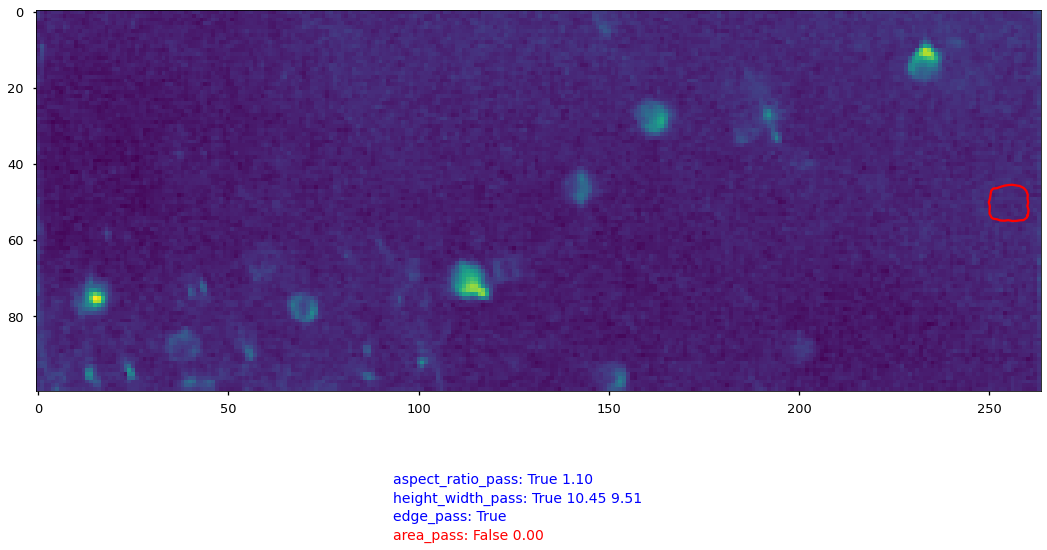 0
20
40
60
80
0 50 100 150 200 250
aspect_ratio_pass: True 1.10
height_width_pass: True 10.45 9.51
edge_pass: True
area_pass: False 0.00